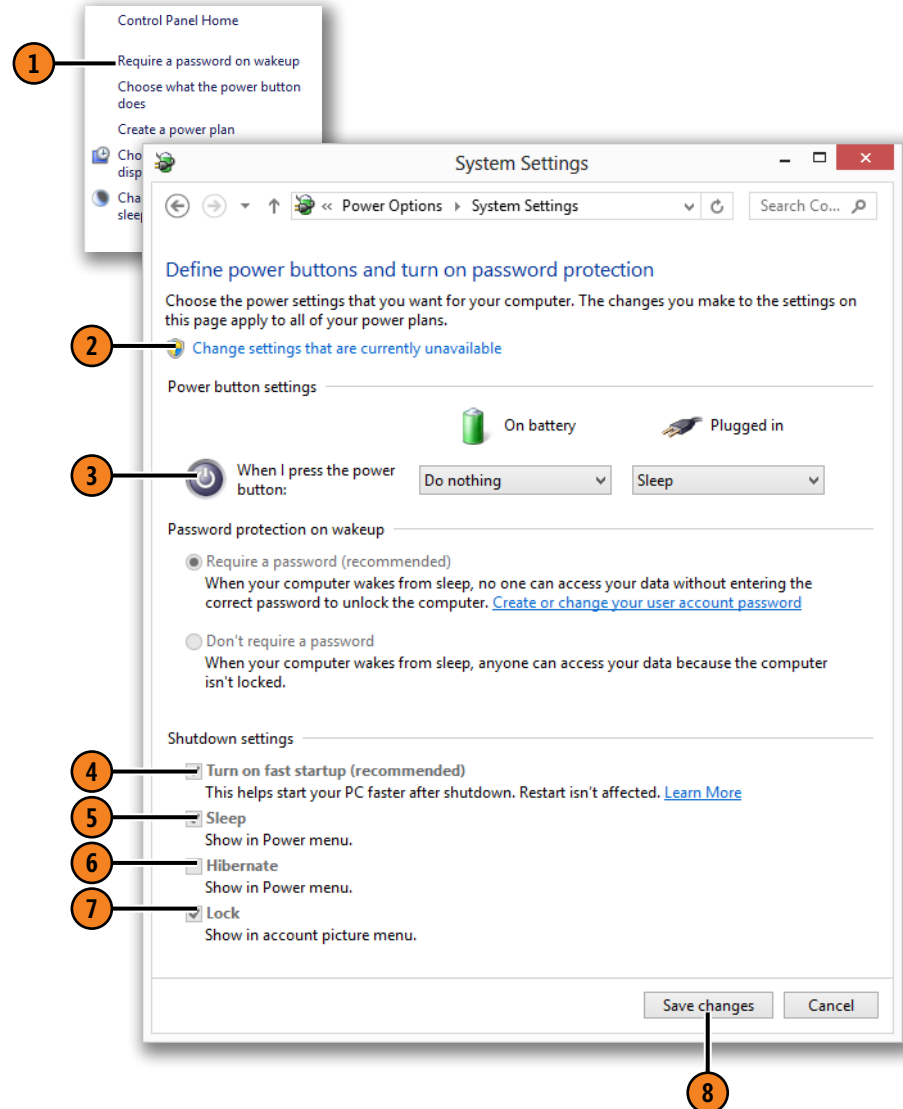 Control Panel Home
1
Require a password on wakeup
Choose what the power button
does
Create a power plan
Cho
disp
Cha
slee
System Settings
« Power Options System Settings
Search Co...
Define power buttons and turn on password protection
Choose the power settings that you want for your computer. The changes you make to the settings on
this page apply to all of your power plans.
2
Change settings that are currently unavailable
Power button settings
On battery
Plugged in
3
When I press the power
button:
Do nothing
Sleep
Password protection on wakeup
Require a password (recommended)
When your computer wakes from sleep, no one can access your data without entering the
correct password to unlock the computer. Create or change your user account password
Don't require a password
When your computer wakes from sleep, anyone can access your data because the computer
isn't locked.
Shutdown settings
4
Turn on fast startup (recommended)
This helps start your PC faster after shutdown. Restart isn't affected. Learn More
5
Sleep
Show in Power menu.
6
Hibernate
Show in Power menu.
7
Lock
Show in account picture menu.
Save changes
Cancel
8